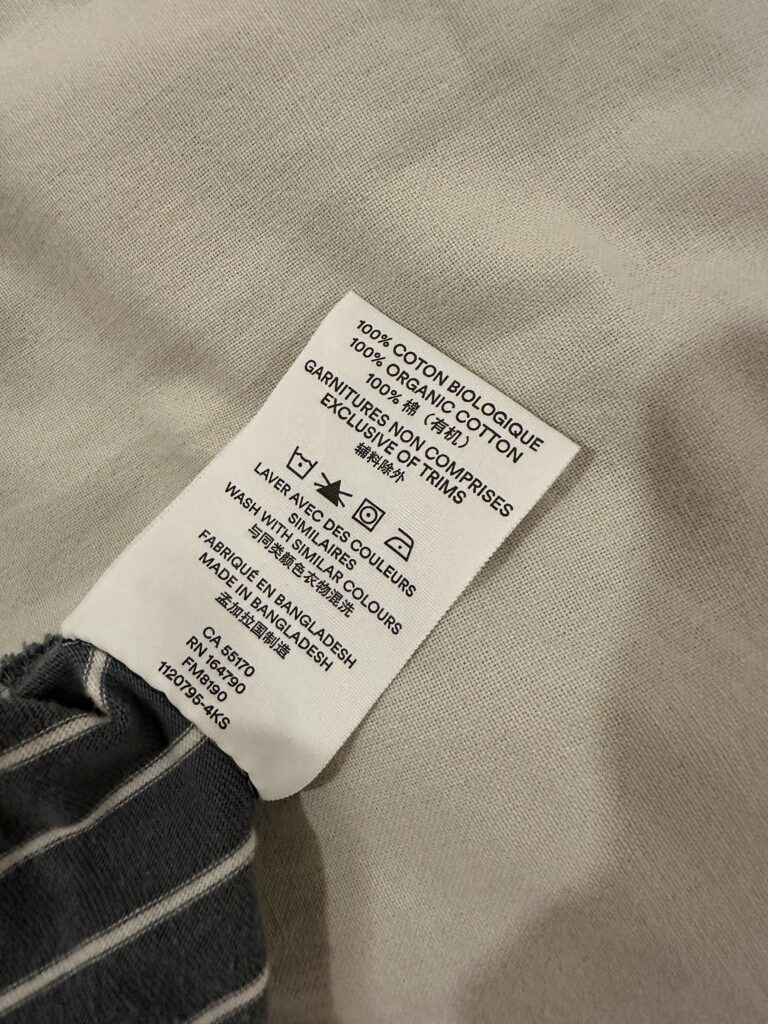 100% COTON BIOLOGIQUE
100% ORGANIC COTTON
100% 棉（有机）
GARNITURES NON COMPRISES
EXCLUSIVE OF TRIMS
辅料除外
LAVER AVEC DES COULEURS
SIMILAIRES
WASH WITH SIMILAR COLOURS
与同类颜色衣物混洗
FABRIQUÉ EN BANGLADESH
MADE IN BANGLADESH
孟加拉国制造
CA 55170
RN 164790
FM8190
1120795-4KS